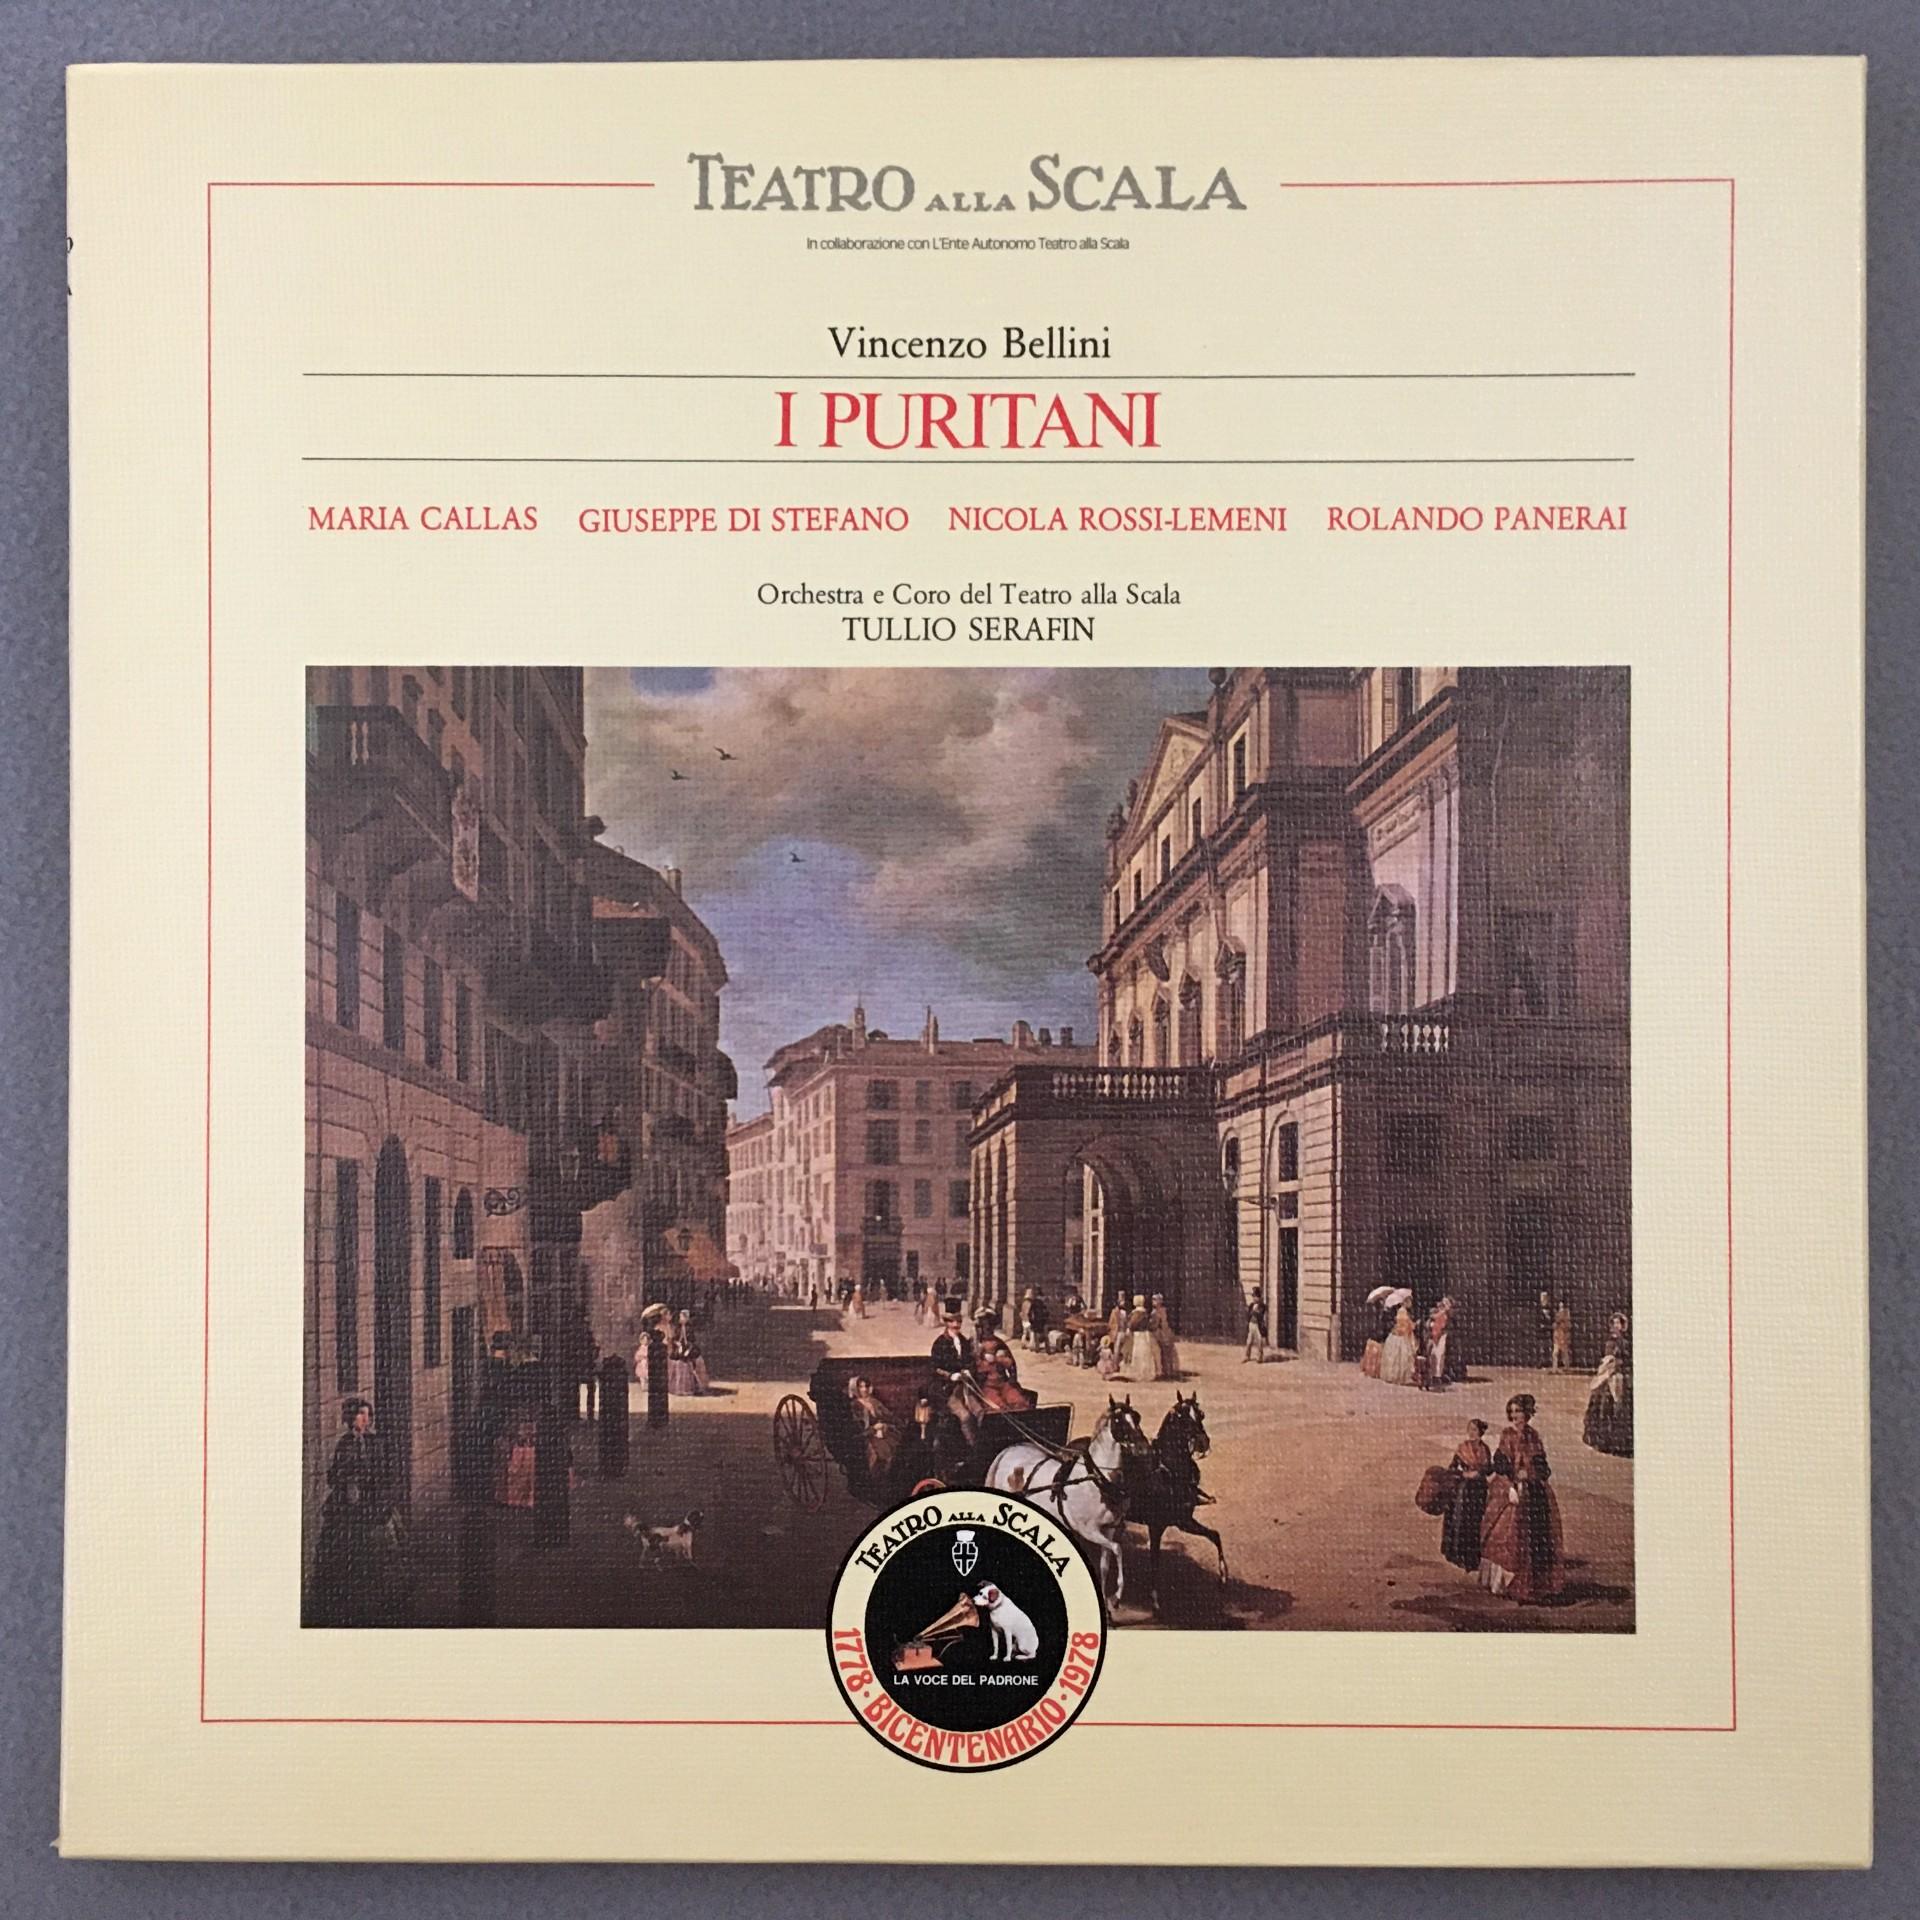 TEATRO ALLA SCALA
In collaborazione con L'Ente Autonomo Teatro alla Scala
Vincenzo Bellini
I PURITANI
MARIA CALLAS GIUSEPPE DI STEFANO NICOLA ROSSI-LEMENI ROLANDO PANERAI
Orchestra e Coro del Teatro alla Scala
TULLIO SERAFIN
TEATRO ALLA SCALA
LA VOCE DEL PADRONE
1778 · BICENTENARIO · 1978